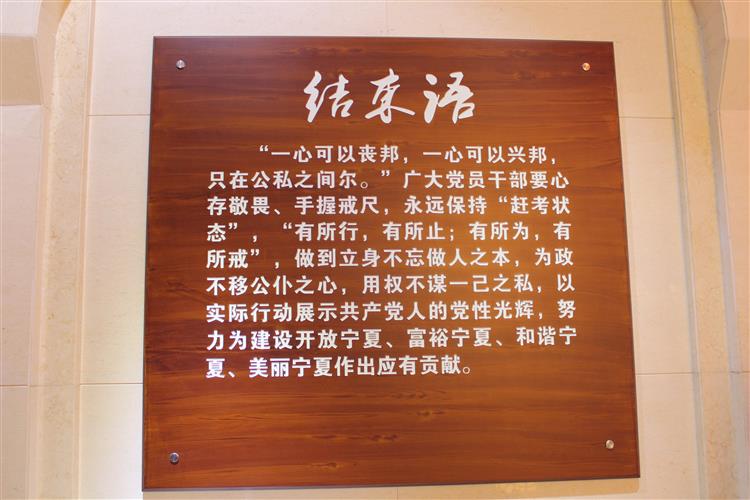 结束语
“一心可以丧邦，一心可以兴邦，
只在公私之间尔。”广大党员干部要心
存敬畏、手握戒尺，永远保持“赶考状
态”，“有所行，有所止；有所为，有
所戒”，做到立身不忘做人之本，为政
不移公仆之心，用权不谋一己之私，以
实际行动展示共产党人的党性光辉，努
力为建设开放宁夏、富裕宁夏、和谐宁
夏、美丽宁夏作出应有贡献。